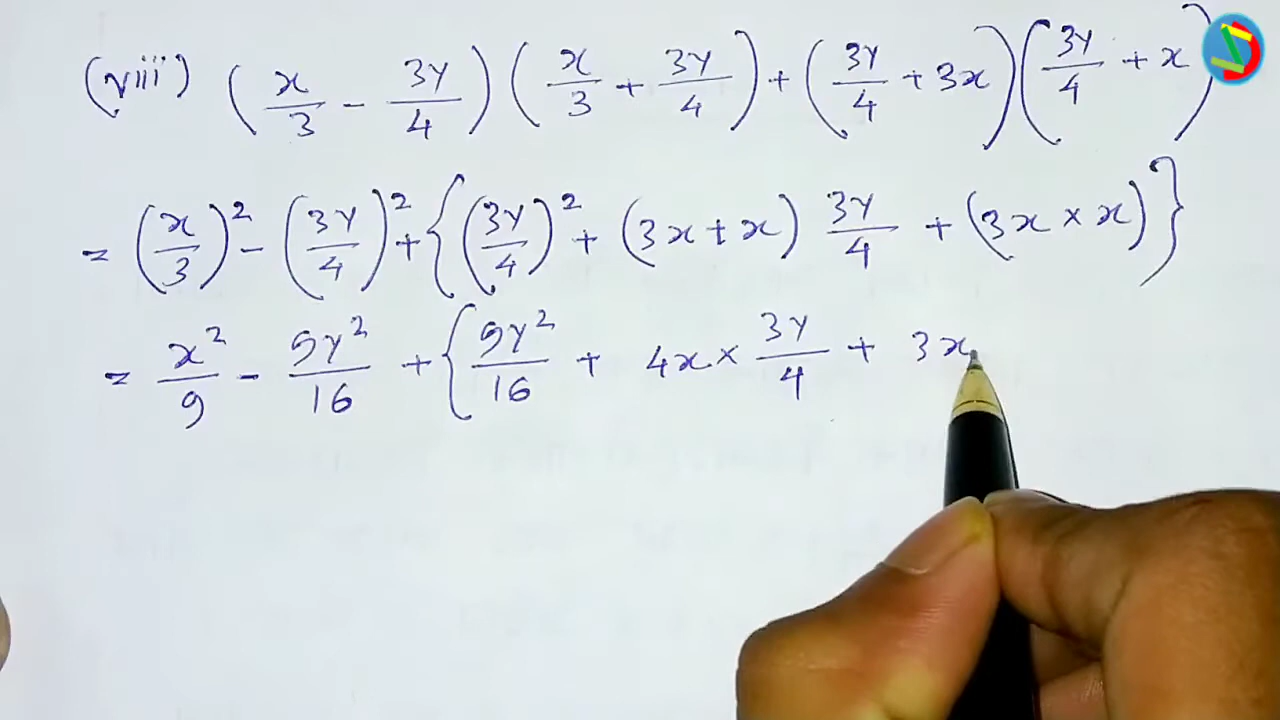 (viii) (x/3 - 3y/4) (x/3 + 3y/4) + (3y/4 + 3x) (3y/4 + x)
= (x/3)² - (3y/4)² + {(3y/4)² + (3x + x) 3y/4 + (3x × x)}
= x²/9 - 9y²/16 + {9y²/16 + 4x × 3y/4 + 3x